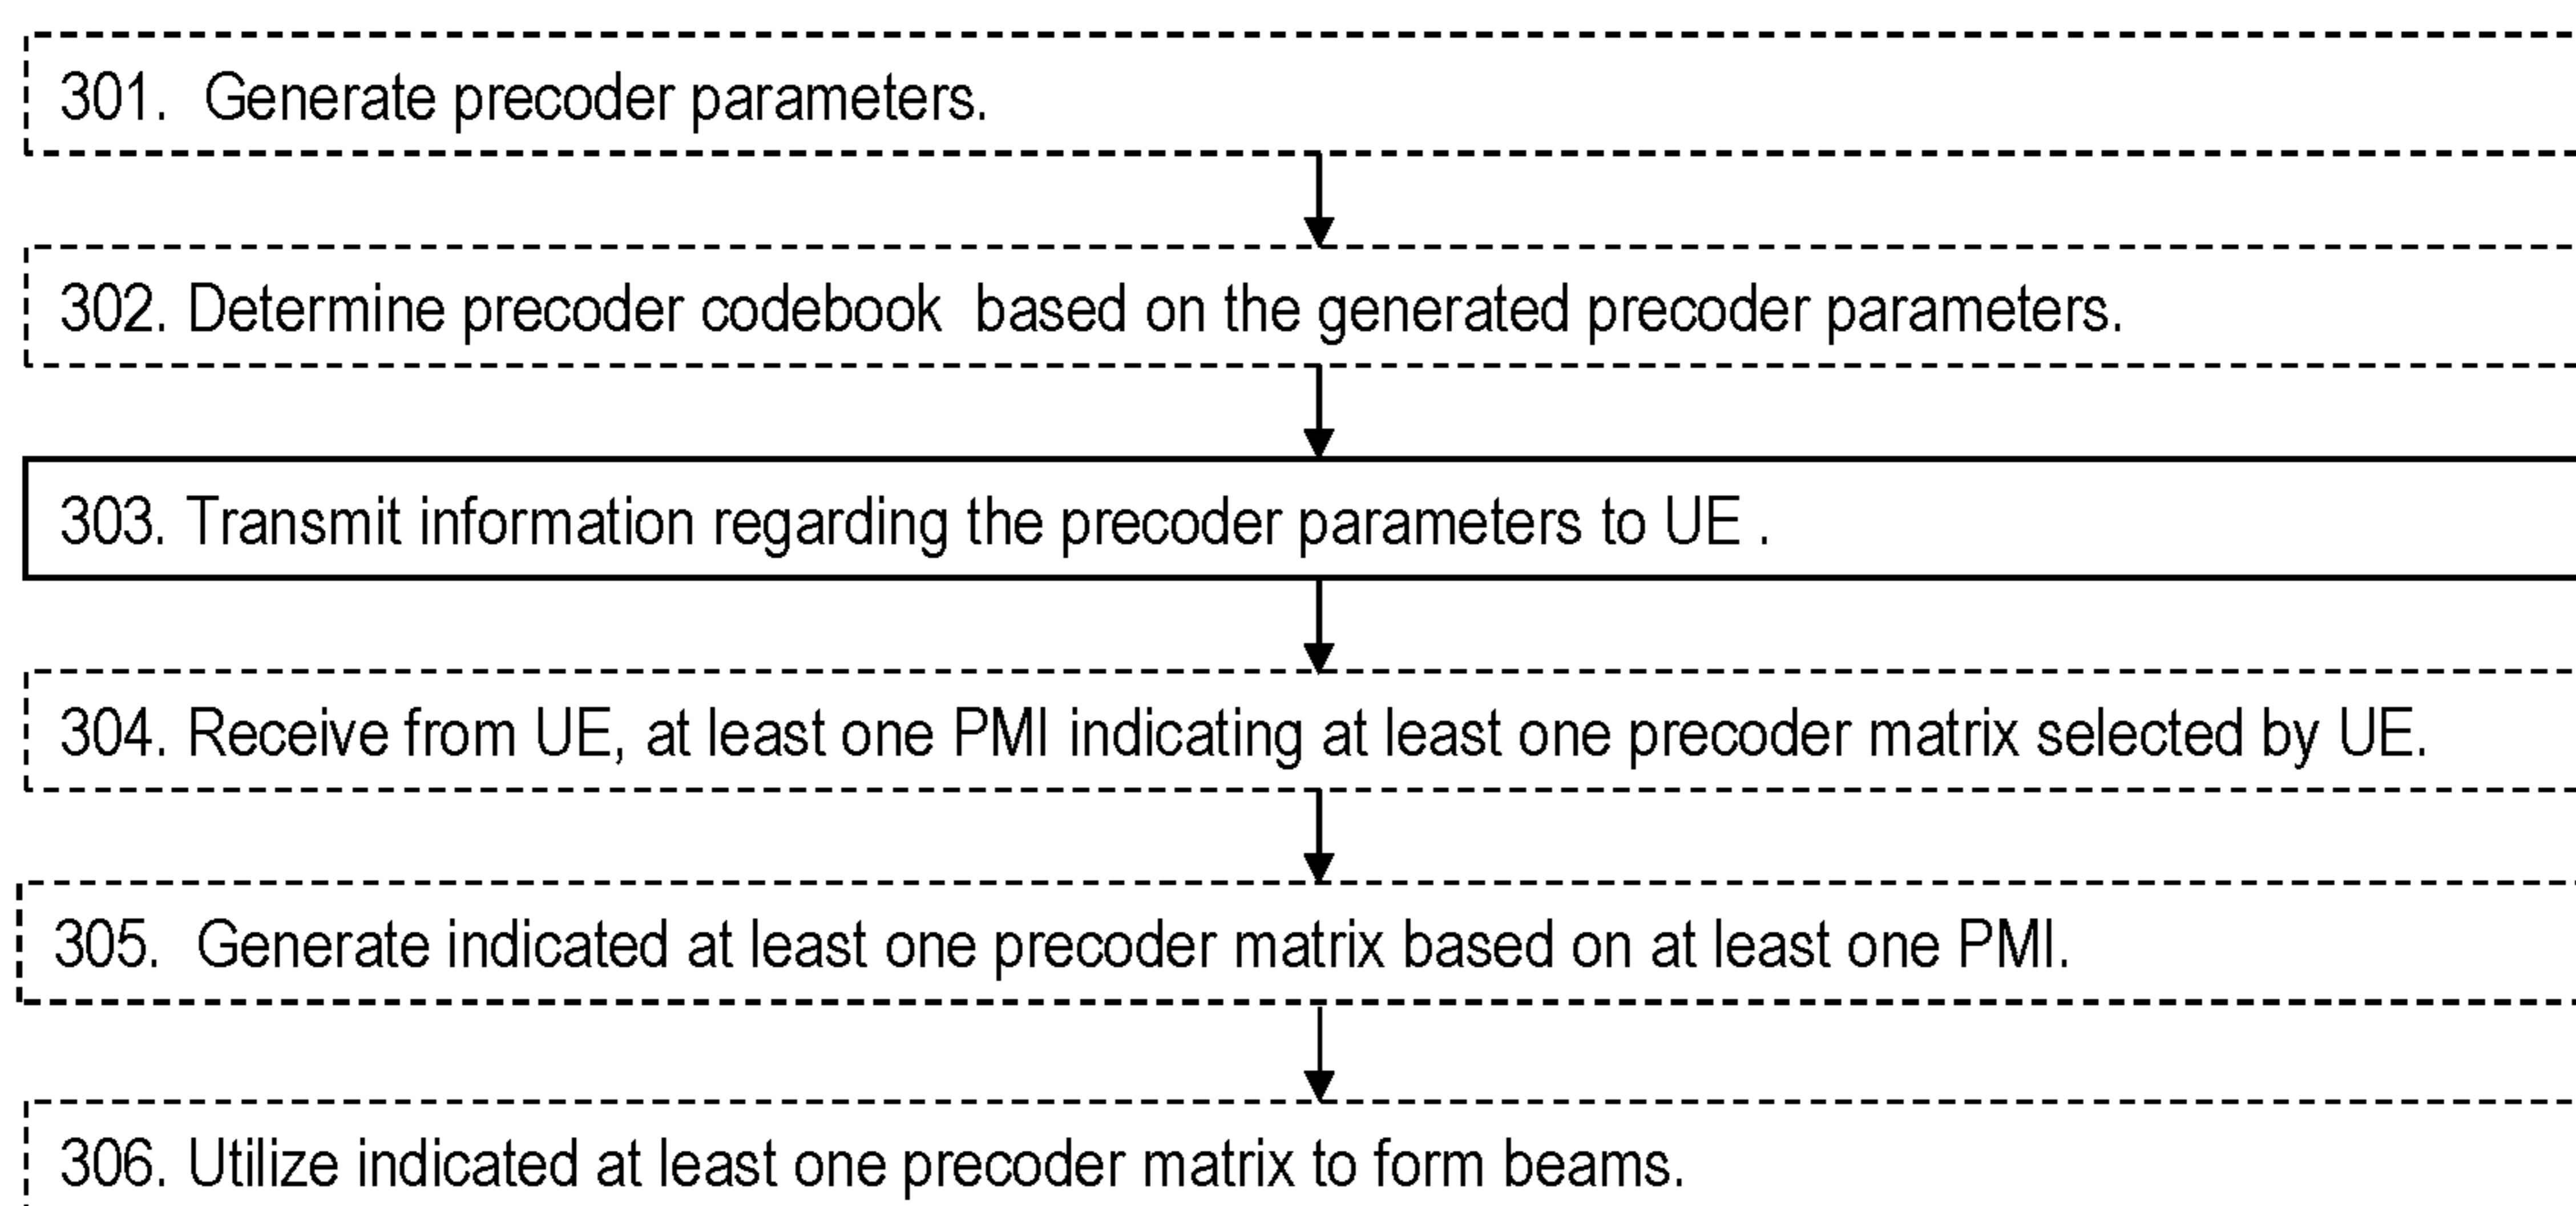 301. Generate precoder parameters.
302. Determine precoder codebook based on the generated precoder parameters.
303. Transmit information regarding the precoder parameters to UE .
304. Receive from UE, at least one PMI indicating at least one precoder matrix selected by UE.
305. Generate indicated at least one precoder matrix based on at least one PMI.
306. Utilize indicated at least one precoder matrix to form beams.